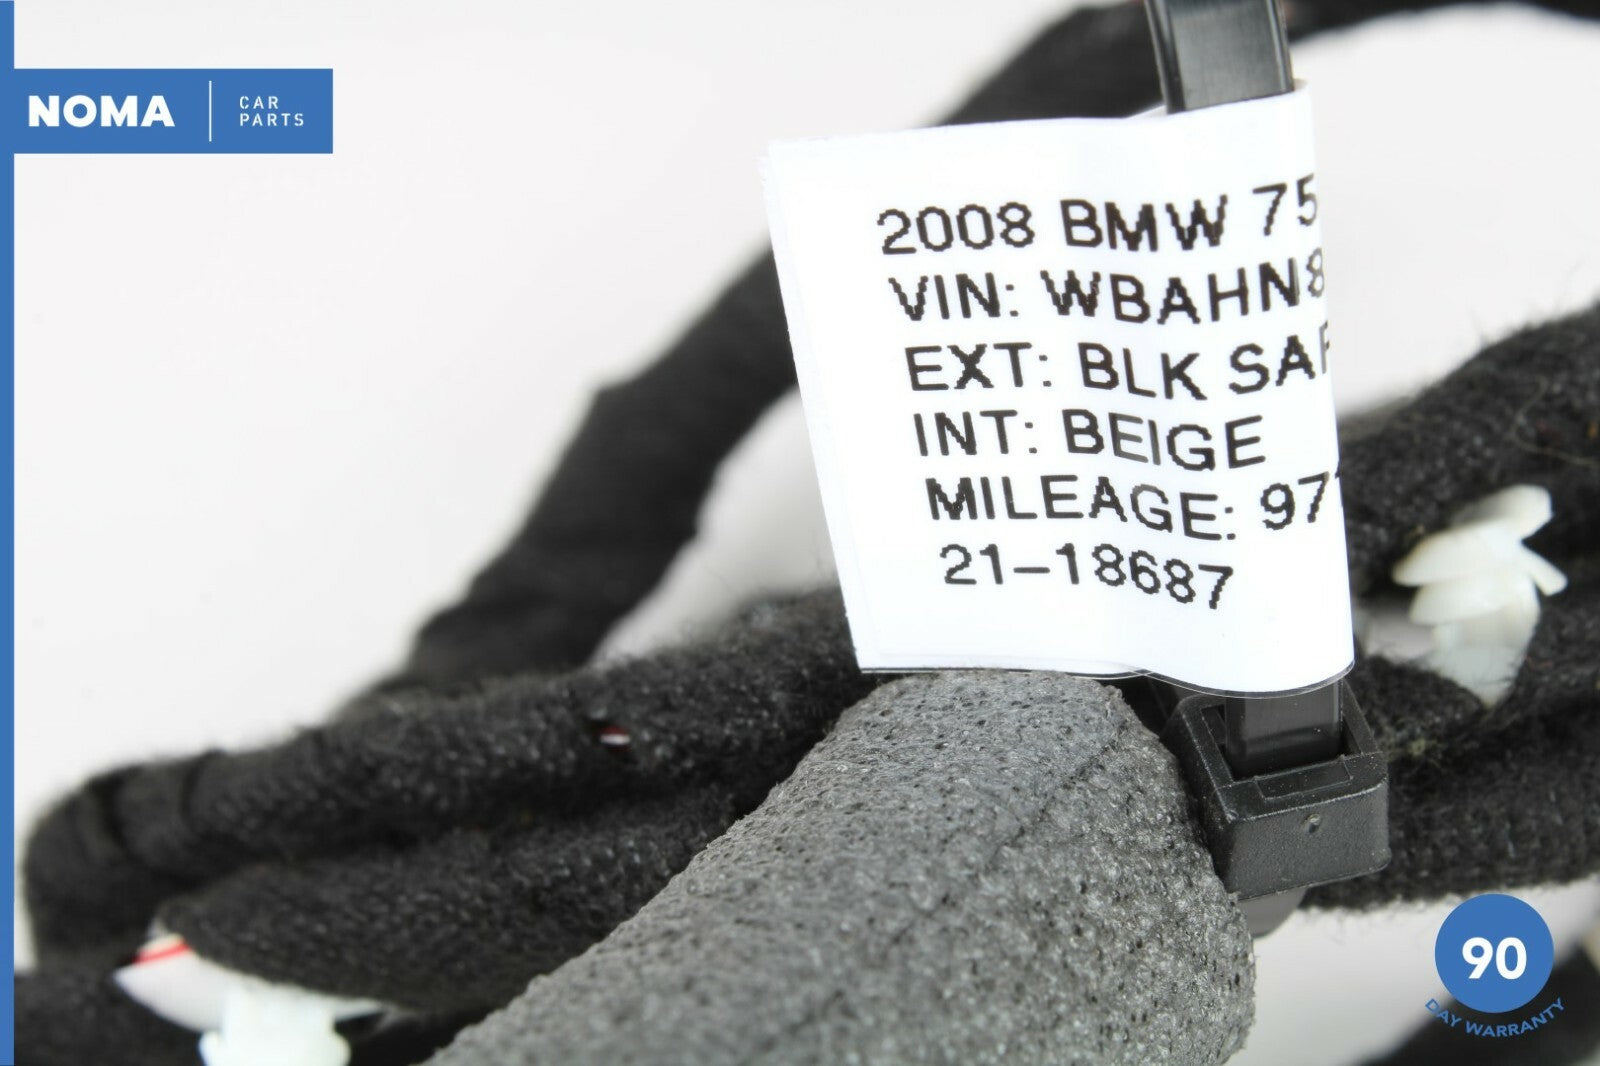 NOMA
CAR
PARTS
2008 BMW 75
VIN: WBAHN8
EXT: BLK SA
INT: BEIGE
MILEAGE: 97
21-18687
90
DAY WARRANTY